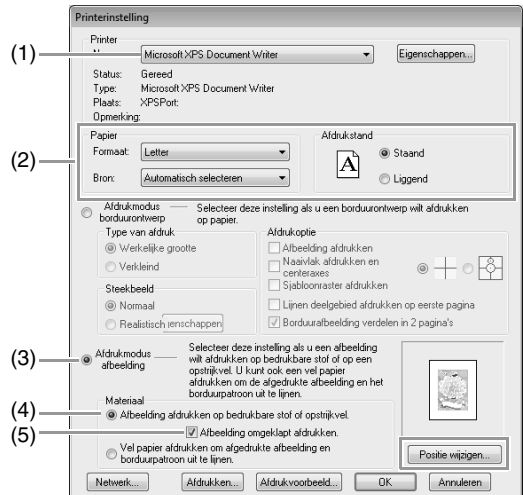 Printerinstelling
Printer
(1)
Microsoft XPS Document Writer
Eigenschappen...
Status: Gereed
Type: Microsoft XPS Document Writer
Plaats: XPSPort:
Opmerking:
(2)
Papier
Formaat: Letter
Bron: Automatisch selecteren
Afdrukstand
A
Staand
Liggend
Afdrukmodus
borduurontwerp
Selecteer deze instelling als u een borduurontwerp wilt afdrukken
op papier.
Type van afdruk
Werkelijke grootte
Verkleind
Steekbeeld
Normaal
Realistisch
enschappen
Afdrukoptie
Afbeelding afdrukken
Naaivlak afdrukken en
centeraxes
Sjabloonraster afdrukken
Lijnen deelgebied afdrukken op eerste pagina
Borduurafbeelding verdelen in 2 pagina's
(3)
Afdrukmodus
afbeelding
Selecteer deze instelling als u een afbeelding
wilt afdrukken op bedrukbare stof of op een
opstrijkvel. U kunt ook een vel papier
afdrukken om de afgedrukte afbeelding en het
borduurpatroon uit te lijnen.
Materiaal
(4)
Afbeelding afdrukken op bedrukbare stof of opstrijkvel.
(5)
Afbeelding omgeklapt afdrukken.
Vel papier afdrukken om afgedrukte afbeelding en
borduurpatroon uit te lijnen.
Positie wijzigen...
Netwerk...
Afdrukken...
Afdrukvoorbeeld...
OK
Annuleren